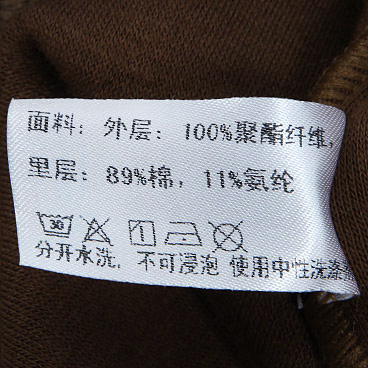 面料：外层：100%聚酯纤维，
里层：89%棉，11%氨纶
30
分开水洗，不可浸泡 使用中性洗涤